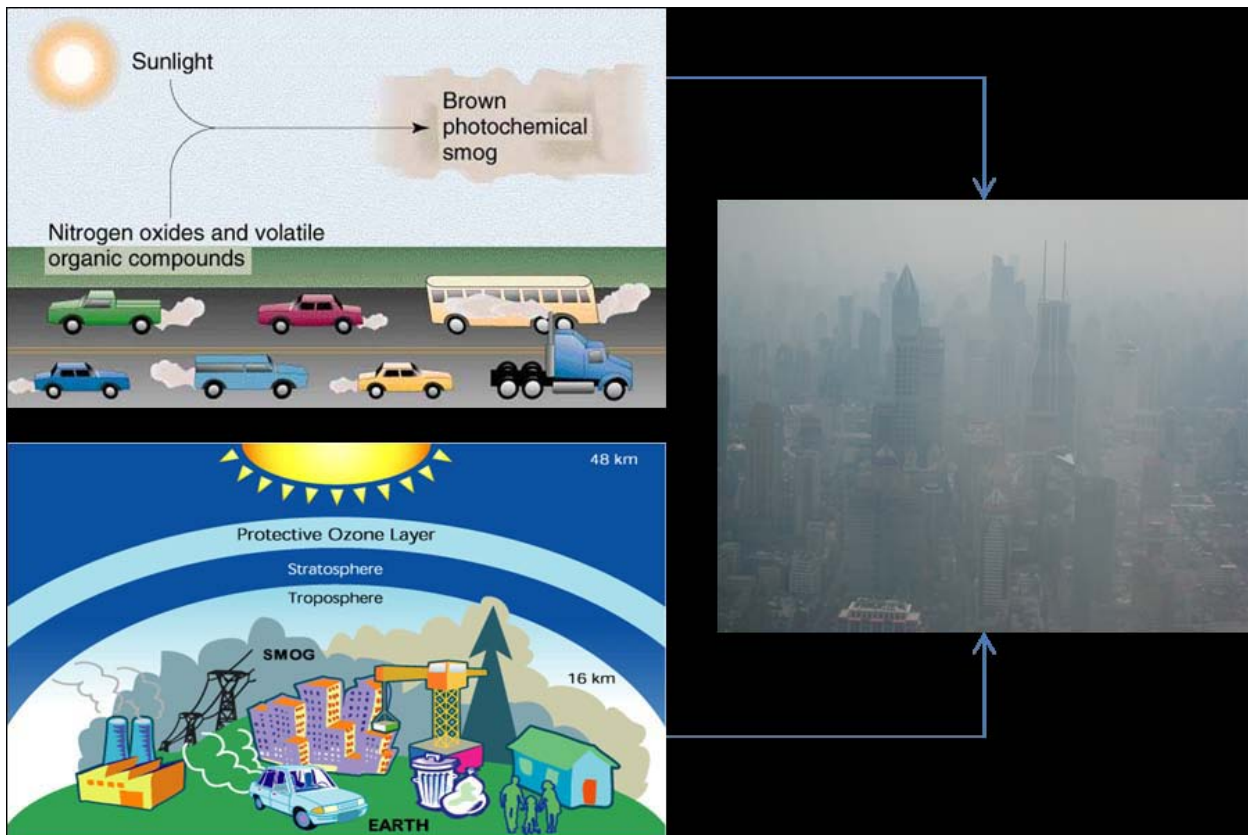 Sunlight
Brown
photochemical
smog
Nitrogen oxides and volatile
organic compounds
48 km
Protective Ozone Layer
Stratosphere
Troposphere
SMOG
16 km
EARTH